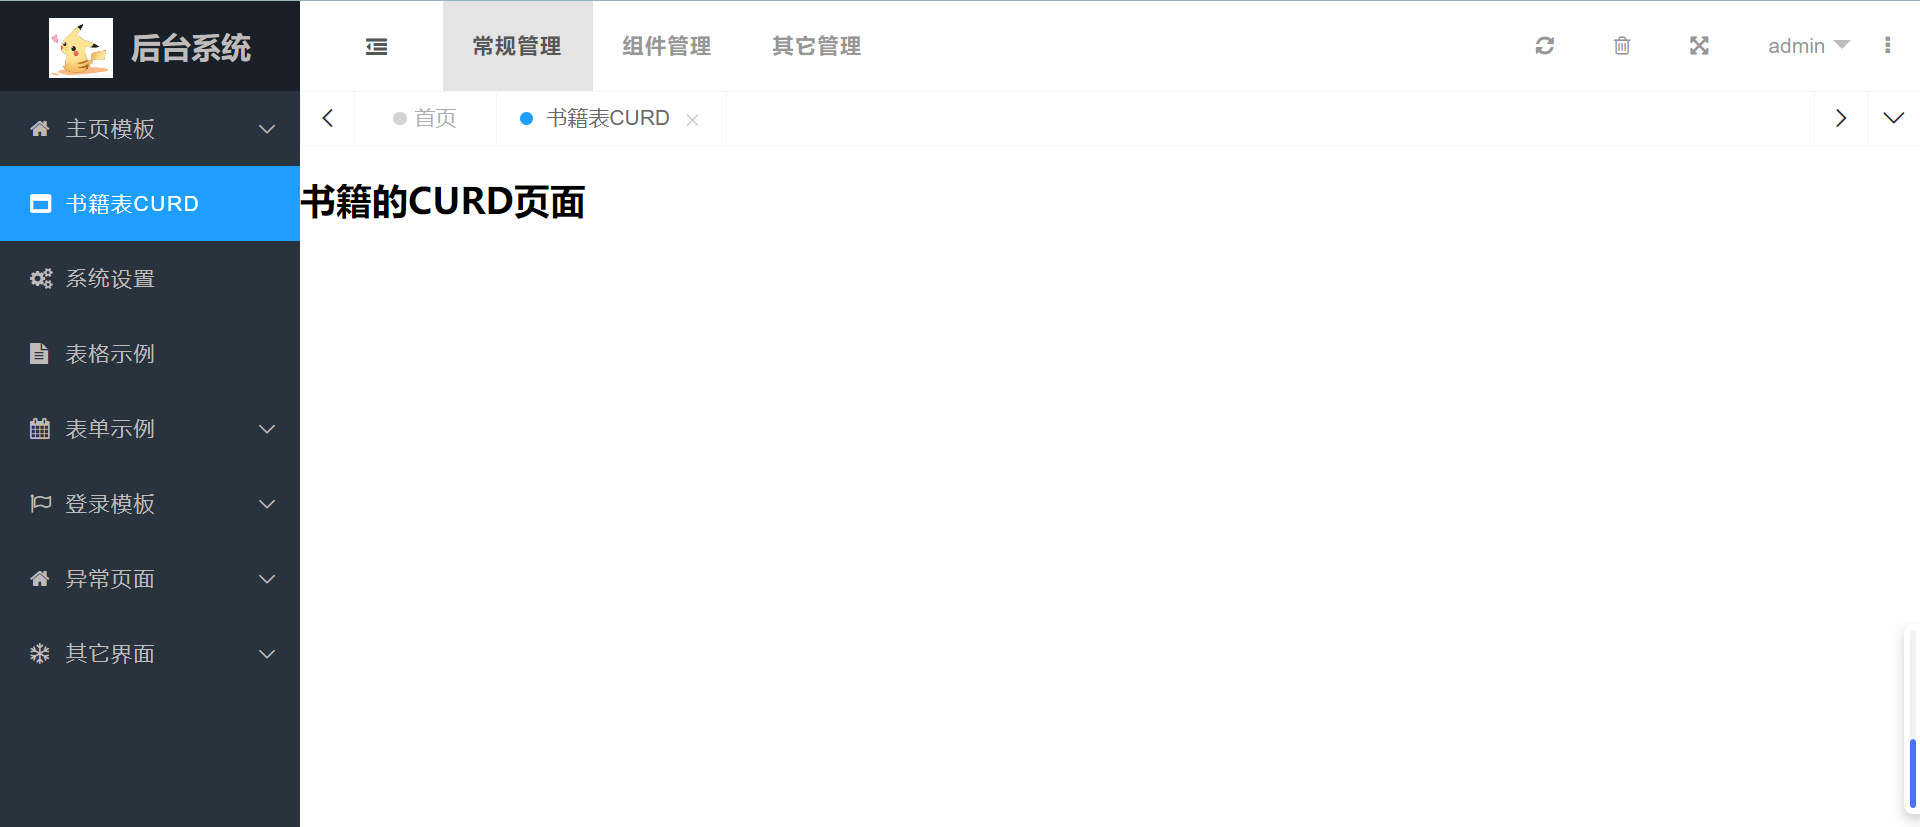 后台系统
常规管理
组件管理
其它管理
admin
首页
书籍表CURD
主页模板
书籍表CURD
系统设置
表格示例
表单示例
登录模板
异常页面
其它界面
书籍的CURD页面